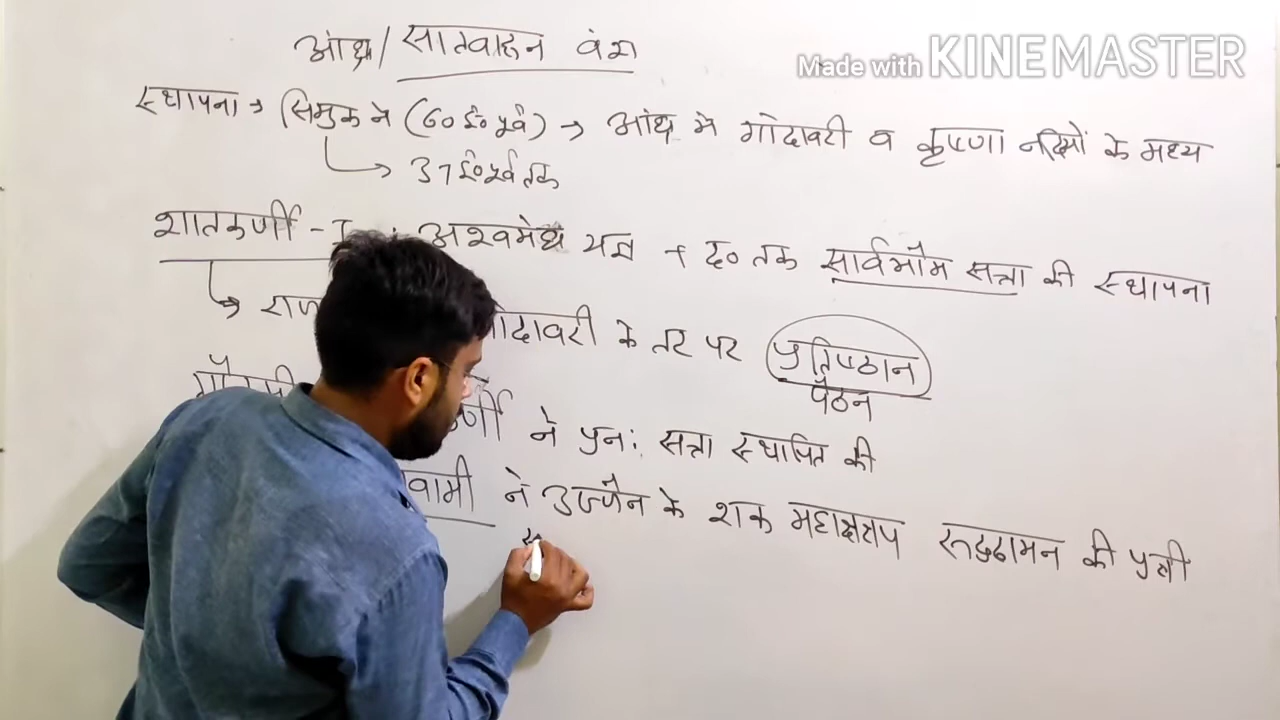 Made with KINEMASTER
आंध्र/ सातवाहन वंश
स्थापना → सिमुक ने (60 ई० पूर्व) → आंध्र में गोदावरी व कृष्णा नदियों के मध्य
→ 37 ई० पूर्व तक
शातकर्णी - I : अश्वमेध यज्ञ + द० तक सार्वभौम सत्ता की स्थापना
गोदावरी के तट पर प्रतिष्ठान
पैठन
ने पुनः सत्ता स्थापित की
ने उज्जैन के शक महाक्षत्रप रुद्रदामन की पुत्री